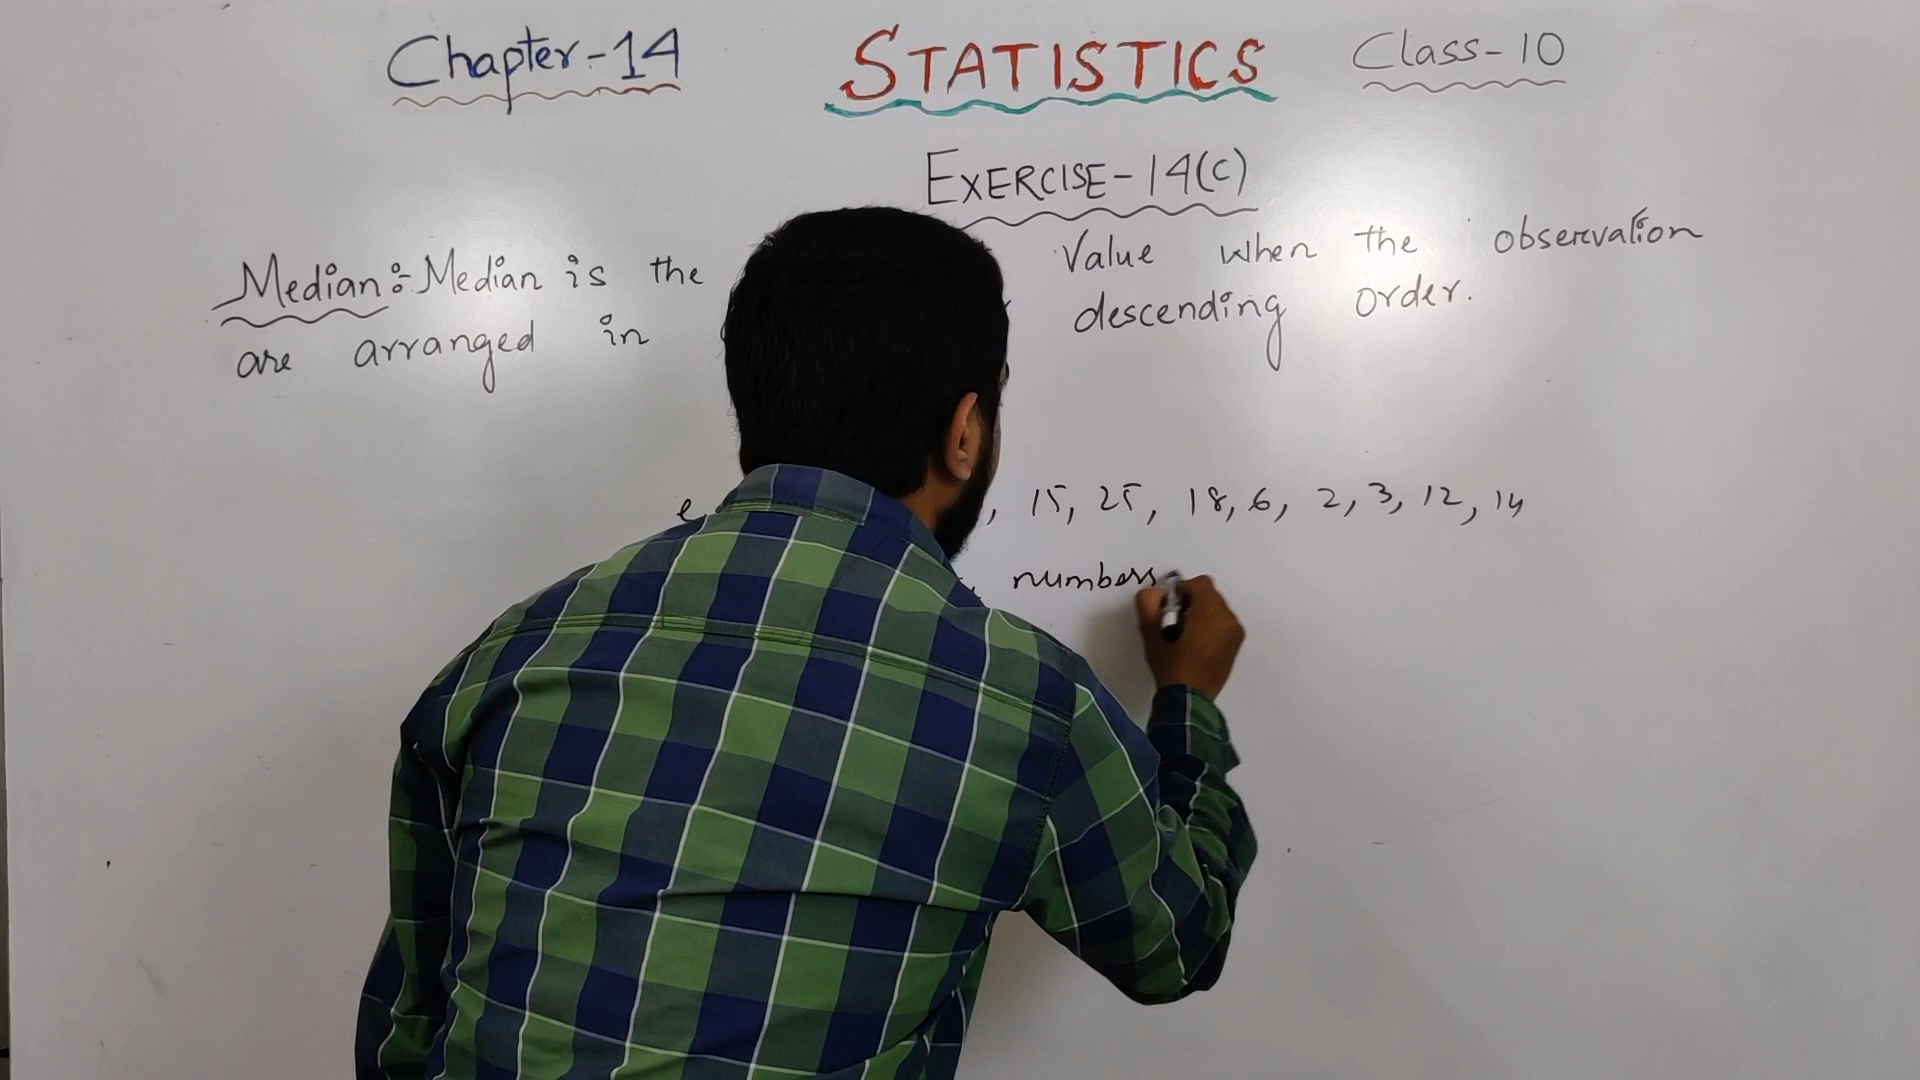 Chapter-14 STATISTICS Class-10
EXERCISE-14(C)
Median:- Median is the Value when the observation
are arranged in descending order.
e , 15, 25, 18, 6, 2, 3, 12, 14
numbers